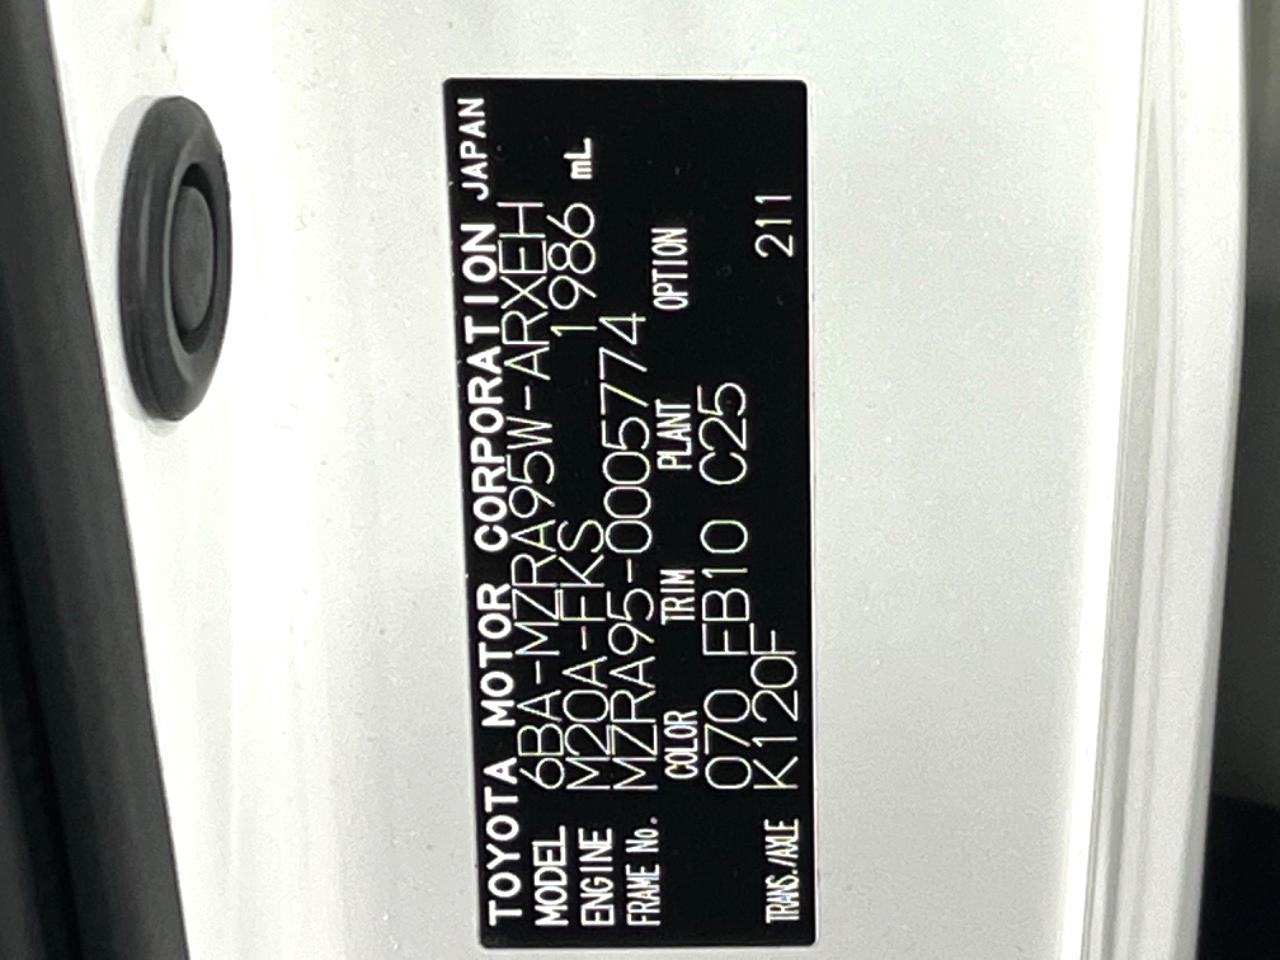 TOYOTA MOTOR CORPORATION JAPAN
MODEL 6BA-MZRA95W-ARXEH
ENGINE M20A-FKS 1986 mL
FRAME No. MZRA95-0005774
COLOR TRIM PLANT OPTION
070 FB10 C25
TRANS./AXLE K120F 211